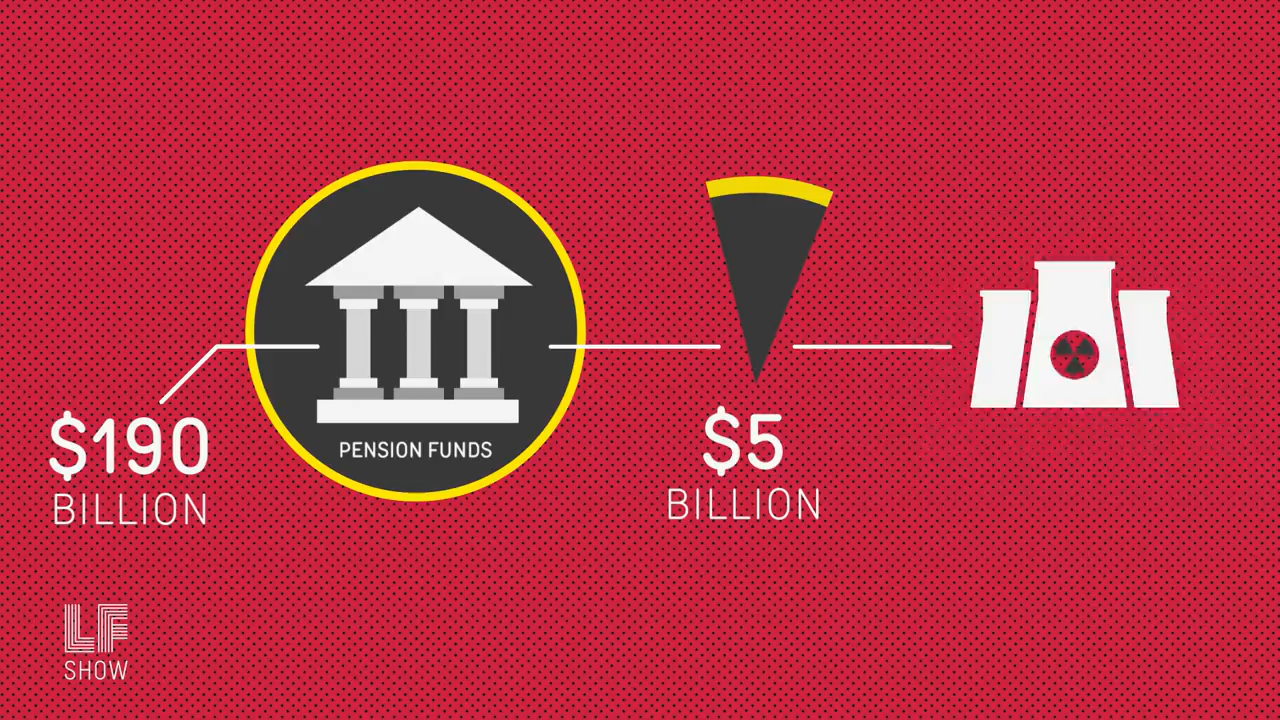 PENSION FUNDS
$190
BILLION
$5
BILLION
LF
SHOW